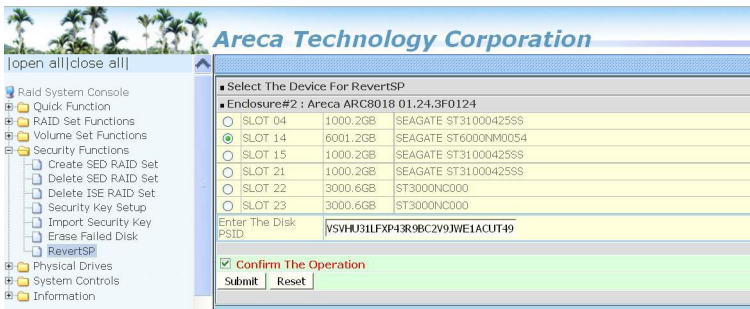 Areca Technology Corporation
|open all|close all|
Raid System Console
Quick Function
RAID Set Functions
Volume Set Functions
Security Functions
Create SED RAID Set
Delete SED RAID Set
Delete ISE RAID Set
Security Key Setup
Import Security Key
Erase Failed Disk
RevertSP
Physical Drives
System Controls
Information
Select The Device For RevertSP
Enclosure#2 : Areca ARC8018 01.24.3F0124
SLOT 04 1000.2GB SEAGATE ST31000425SS
SLOT 14 6001.2GB SEAGATE ST6000NM0054
SLOT 15 1000.2GB SEAGATE ST31000425SS
SLOT 21 1000.2GB SEAGATE ST31000425SS
SLOT 22 3000.6GB ST3000NC000
SLOT 23 3000.6GB ST3000NC000
Enter The Disk PSID VSVHU31LFXP43R9BC2V9JWE1ACUT49
Confirm The Operation
Submit Reset